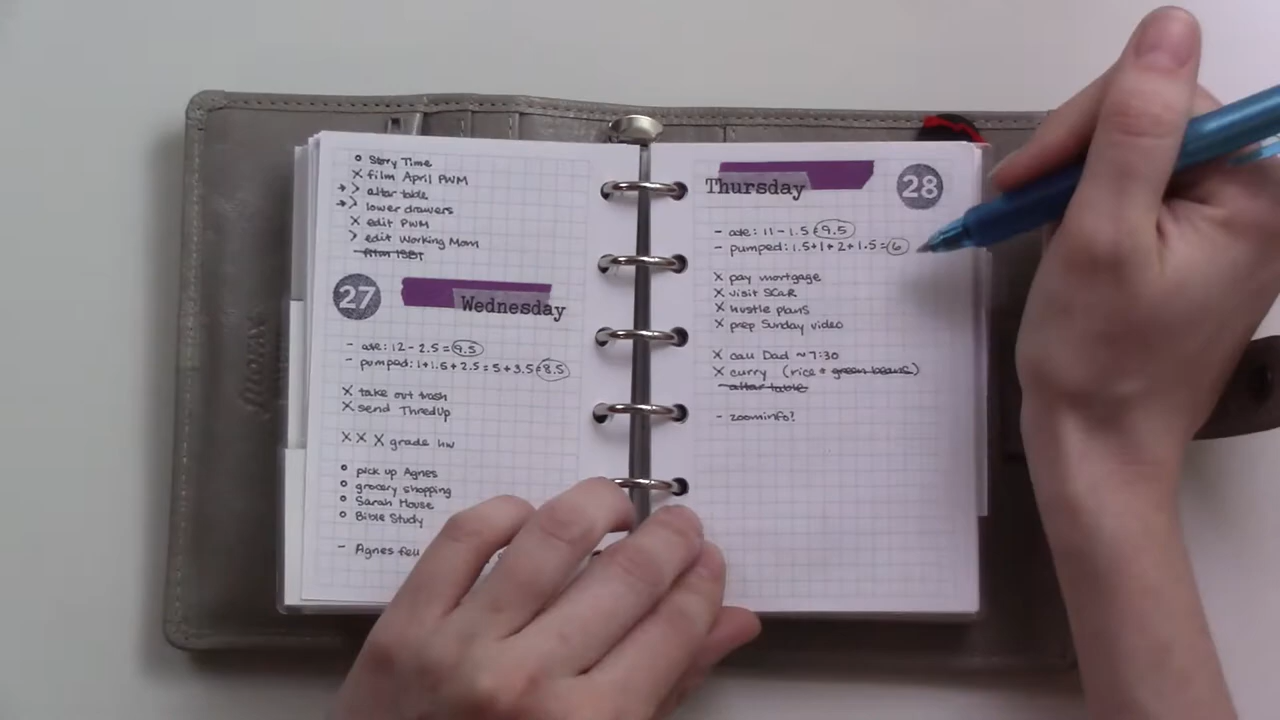 o Story Time
X film April PWM
→ > altar table
→ > lower drawers
X edit PWM
> edit Working Mom
film ISBT
27 Wednesday
- ate: 12 - 2.5 = 9.5
- pumped: 1+1.5+2.5 = 5 + 3.5 = 8.5
X take out trash
X send ThredUp
X X X grade hw
o pick up Agnes
o grocery shopping
o Sarah House
o Bible Study
- Agnes fell
Thursday 28
- ate: 11 - 1.5 = 9.5
- pumped: 1.5+1+2+1.5 = 6
X pay mortgage
X visit SCaR
X hustle plans
X prep Sunday video
X call Dad ~7:30
X curry (rice + green beans)
altar table
- zoominfo?